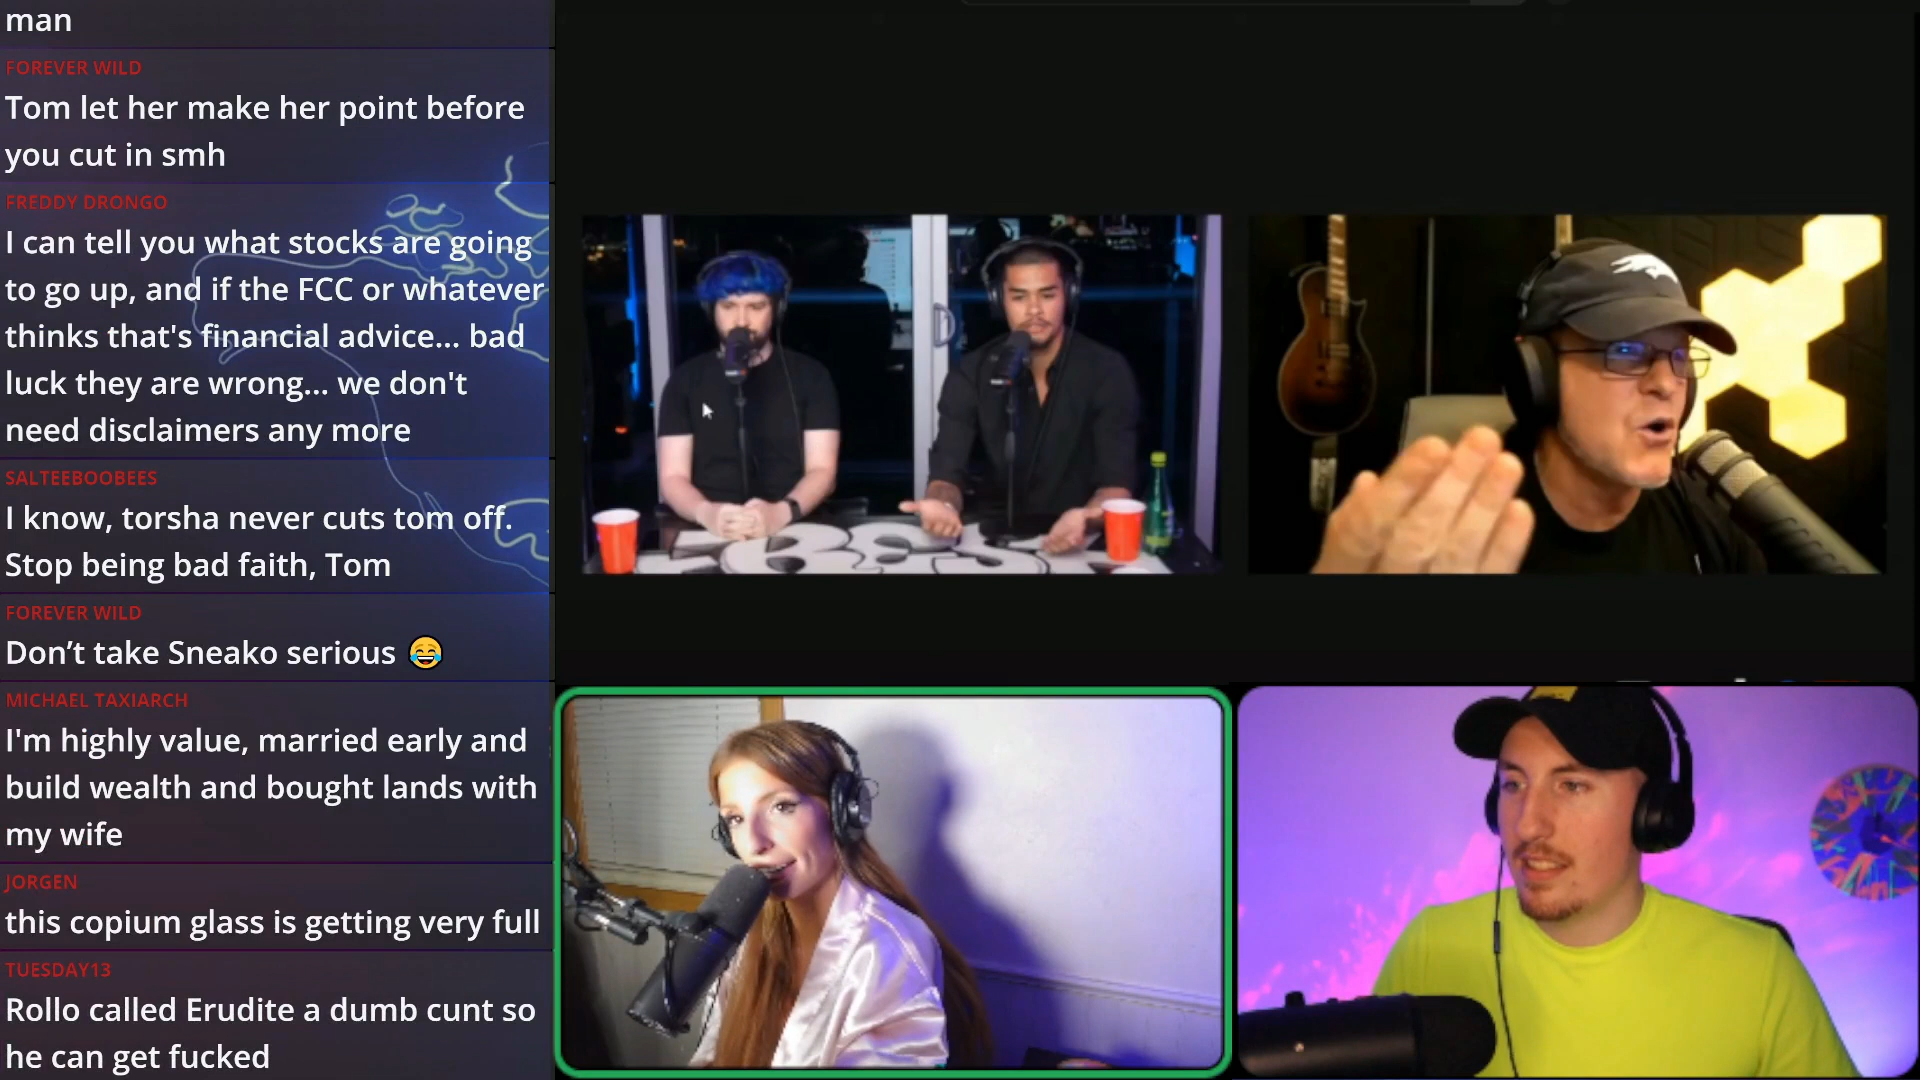 man
FOREVER WILD
Tom let her make her point before
you cut in smh
FREDDY DRONGO
I can tell you what stocks are going
to go up, and if the FCC or whatever
thinks that's financial advice... bad
luck they are wrong... we don't
need disclaimers any more
SALTEEBOOBEES
I know, torsha never cuts tom off.
Stop being bad faith, Tom
FOREVER WILD
Don’t take Sneako serious 😂
MICHAEL TAXIARCH
I'm highly value, married early and
build wealth and bought lands with
my wife
JORGEN
this copium glass is getting very full
TUESDAY13
Rollo called Erudite a dumb cunt so
he can get fucked